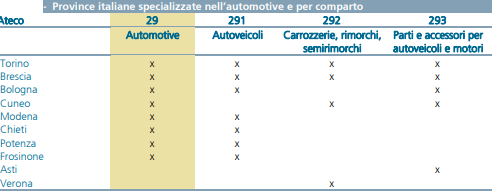 - Province italiane specializzate nell'automotive e per comparto
Ateco 29 291 292 293
Automotive Autoveicoli Carrozzerie, rimorchi, semirimorchi Parti e accessori per autoveicoli e motori
Torino x x x x
Brescia x x x x
Bologna x x x
Cuneo x x x
Modena x x
Chieti x x
Potenza x x
Frosinone x x
Asti x
Verona x